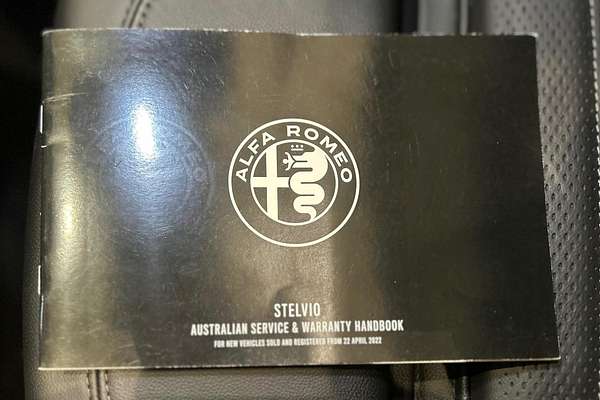 ALFA ROMEO
STELVIO
AUSTRALIAN SERVICE & WARRANTY HANDBOOK
FOR NEW VEHICLES SOLD AND REGISTERED FROM 22 APRIL 2022